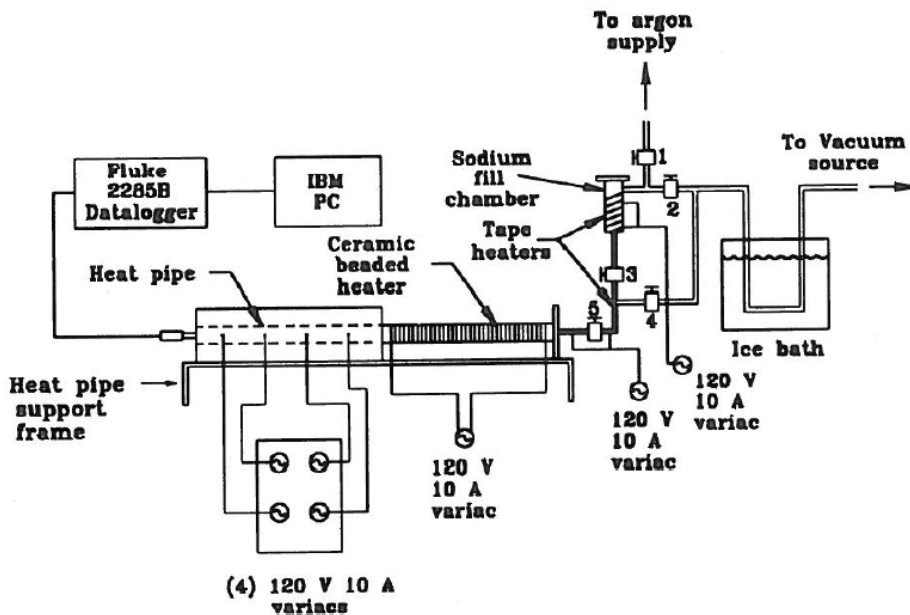 To argon
supply
1
To Vacuum
source
Sodium
fill
chamber
2
Fluke
2285B
Datalogger
IBM
PC
Tape
heaters
Ceramic
beaded
heater
3
Heat pipe
5
4
Ice bath
Heat pipe
support
frame
120 V
10 A
variac
120 V
10 A
variac
120 V
10 A
variac
(4) 120 V 10 A
variacs